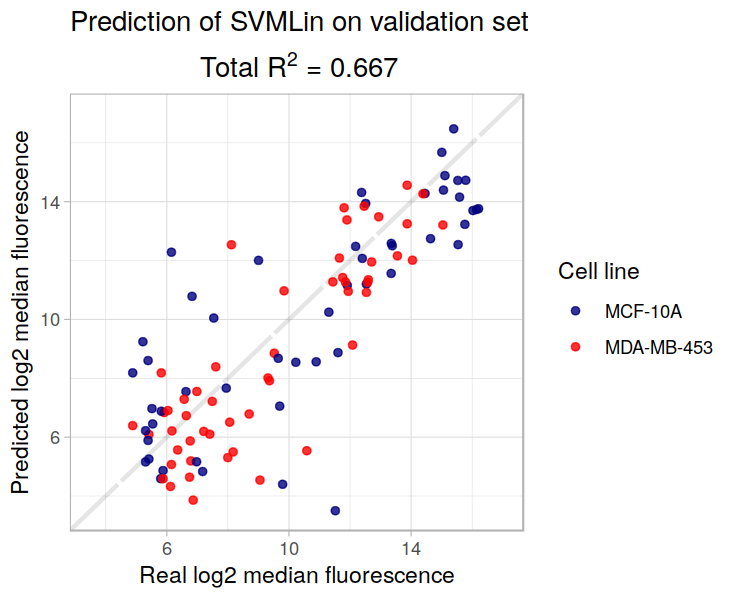 Prediction of SVMLin on validation set
Total R² = 0.667
Predicted log2 median fluorescence
14
10
6
6 10 14
Real log2 median fluorescence
Cell line
MCF-10A
MDA-MB-453